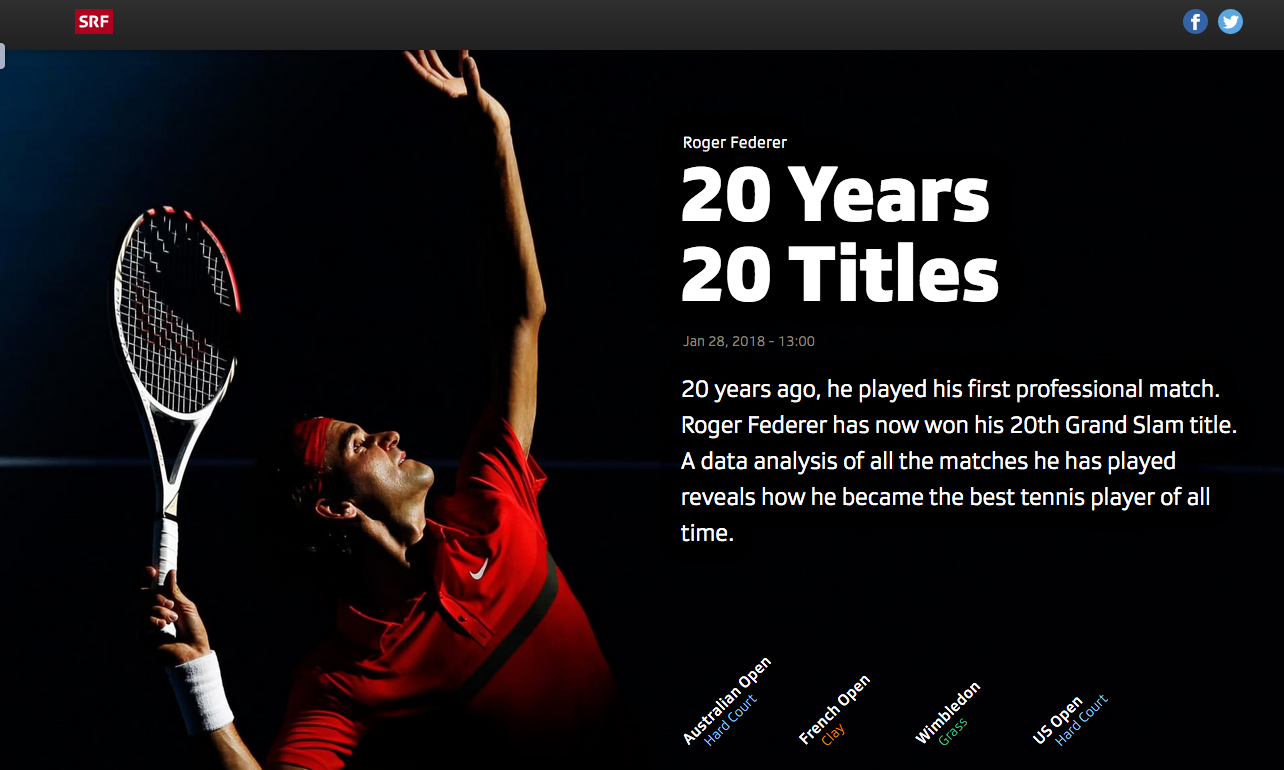 SRF
Roger Federer
20 Years
20 Titles
Jan 28, 2018 - 13:00
20 years ago, he played his first professional match.
Roger Federer has now won his 20th Grand Slam title.
A data analysis of all the matches he has played
reveals how he became the best tennis player of all
time.
Australian Open
Hard Court
French Open
Clay
Wimbledon
Grass
US Open
Hard Court